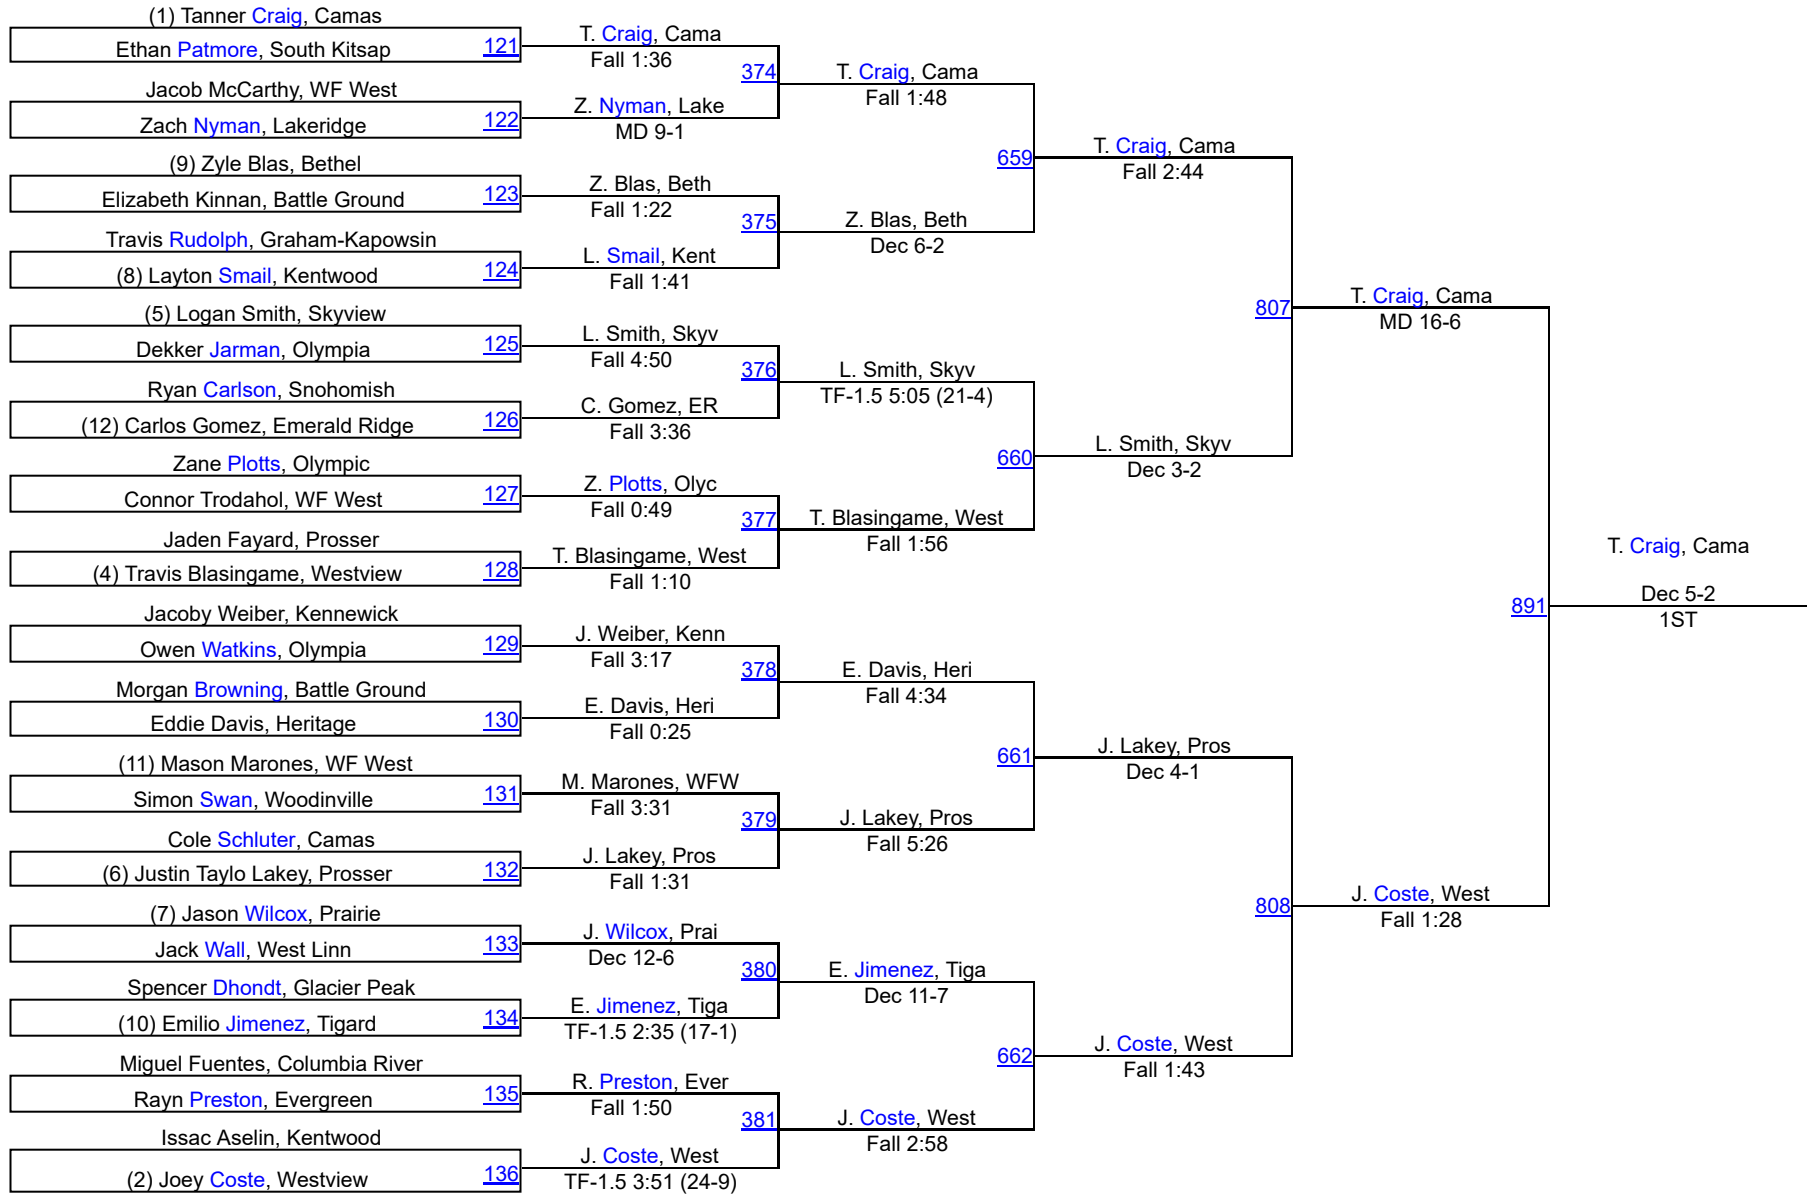 (1) Tanner Craig, Camas
Ethan Patmore, South Kitsap
121
Jacob McCarthy, WF West
Zach Nyman, Lakeridge
122
(9) Zyle Blas, Bethel
Elizabeth Kinnan, Battle Ground
123
Travis Rudolph, Graham-Kapowsin
(8) Layton Smail, Kentwood
124
(5) Logan Smith, Skyview
Dekker Jarman, Olympia
125
Ryan Carlson, Snohomish
(12) Carlos Gomez, Emerald Ridge
126
Zane Plotts, Olympic
Connor Trodahol, WF West
127
Jaden Fayard, Prosser
(4) Travis Blasingame, Westview
128
Jacoby Weiber, Kennewick
Owen Watkins, Olympia
129
Morgan Browning, Battle Ground
Eddie Davis, Heritage
130
(11) Mason Marones, WF West
Simon Swan, Woodinville
131
Cole Schluter, Camas
(6) Justin Taylo Lakey, Prosser
132
(7) Jason Wilcox, Prairie
Jack Wall, West Linn
133
Spencer Dhondt, Glacier Peak
(10) Emilio Jimenez, Tigard
134
Miguel Fuentes, Columbia River
Rayn Preston, Evergreen
135
Issac Aselin, Kentwood
(2) Joey Coste, Westview
136
T. Craig, Cama
Fall 1:36
374
Z. Nyman, Lake
MD 9-1
Z. Blas, Beth
Fall 1:22
375
L. Smail, Kent
Fall 1:41
L. Smith, Skyv
Fall 4:50
376
C. Gomez, ER
Fall 3:36
Z. Plotts, Olyc
Fall 0:49
377
T. Blasingame, West
Fall 1:10
J. Weiber, Kenn
Fall 3:17
378
E. Davis, Heri
Fall 0:25
M. Marones, WFW
Fall 3:31
379
J. Lakey, Pros
Fall 1:31
J. Wilcox, Prai
Dec 12-6
380
E. Jimenez, Tiga
TF-1.5 2:35 (17-1)
R. Preston, Ever
Fall 1:50
381
J. Coste, West
TF-1.5 3:51 (24-9)
T. Craig, Cama
Fall 1:48
659
Z. Blas, Beth
Dec 6-2
L. Smith, Skyv
TF-1.5 5:05 (21-4)
660
T. Blasingame, West
Fall 1:56
E. Davis, Heri
Fall 4:34
661
J. Lakey, Pros
Fall 5:26
E. Jimenez, Tiga
Dec 11-7
662
J. Coste, West
Fall 2:58
T. Craig, Cama
Fall 2:44
807
L. Smith, Skyv
Dec 3-2
J. Lakey, Pros
Dec 4-1
808
J. Coste, West
Fall 1:43
T. Craig, Cama
MD 16-6
891
J. Coste, West
Fall 1:28
T. Craig, Cama
Dec 5-2
1ST